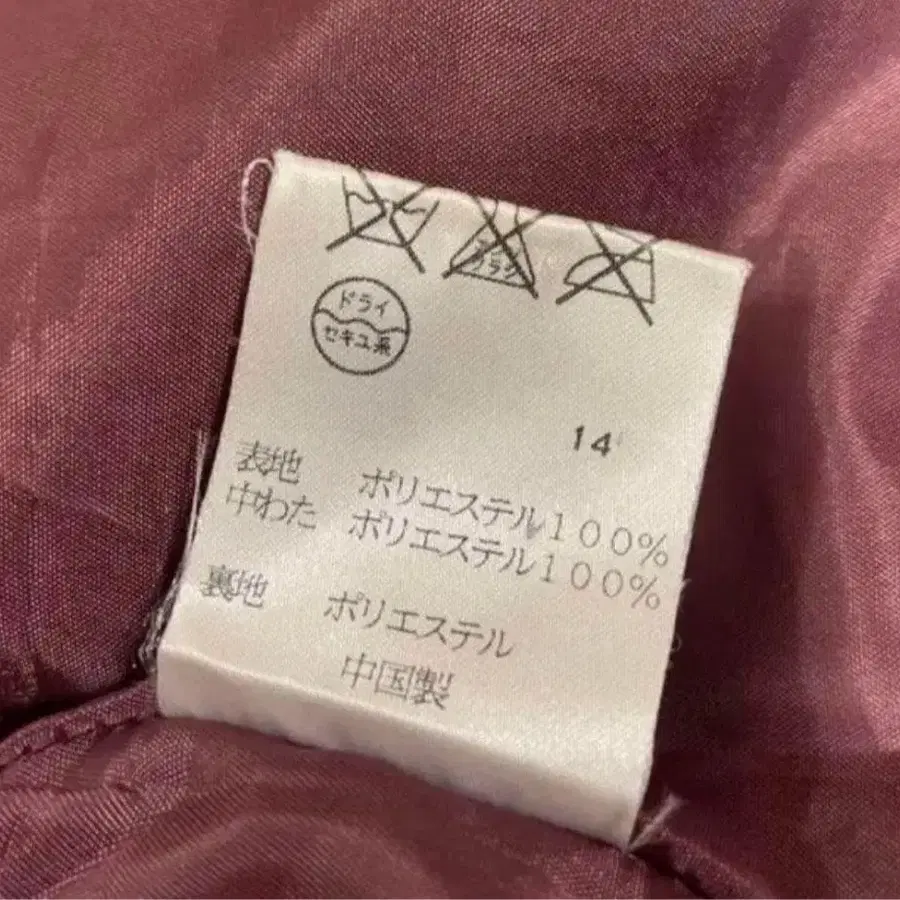 ドライ
セキユ系
14
表地 ポリエステル100%
中わた ポリエステル100%
裏地 ポリエステル
中国製